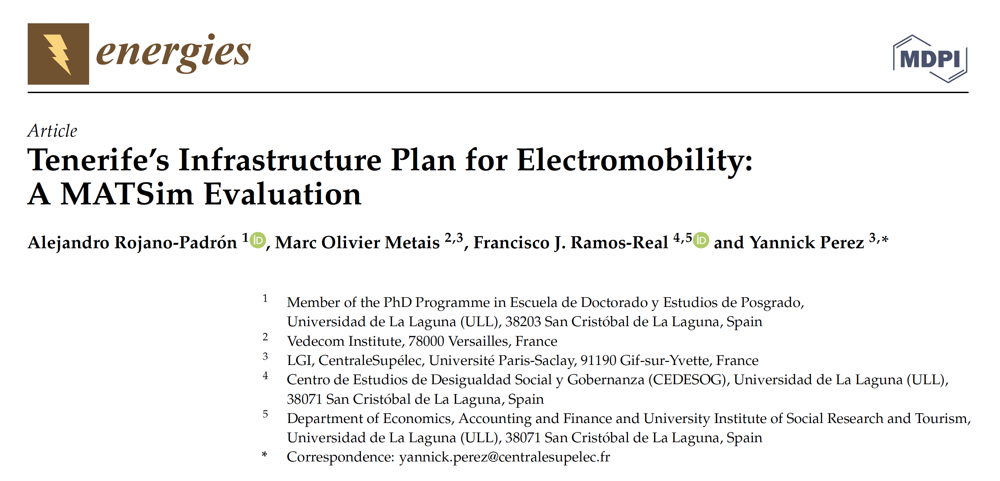 energies
MDPI
Article
Tenerife’s Infrastructure Plan for Electromobility:
A MATSim Evaluation
Alejandro Rojano-Padrón 1 iD, Marc Olivier Metais 2,3, Francisco J. Ramos-Real 4,5 iD and Yannick Perez 3,*
1 Member of the PhD Programme in Escuela de Doctorado y Estudios de Posgrado,
Universidad de La Laguna (ULL), 38203 San Cristóbal de La Laguna, Spain
2 Vedecom Institute, 78000 Versailles, France
3 LGI, CentraleSupélec, Université Paris-Saclay, 91190 Gif-sur-Yvette, France
4 Centro de Estudios de Desigualdad Social y Gobernanza (CEDESOG), Universidad de La Laguna (ULL),
38071 San Cristóbal de La Laguna, Spain
5 Department of Economics, Accounting and Finance and University Institute of Social Research and Tourism,
Universidad de La Laguna (ULL), 38071 San Cristóbal de La Laguna, Spain
* Correspondence: yannick.perez@centralesupelec.fr